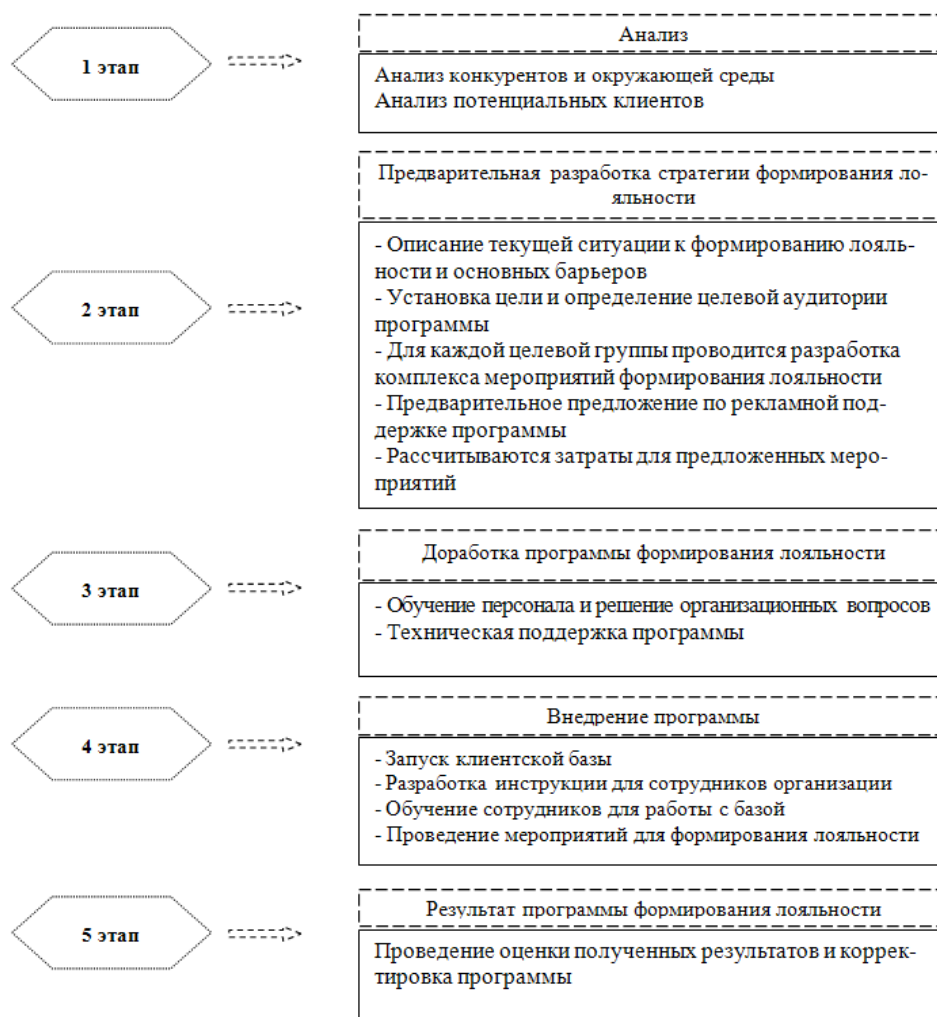 1 этап
Анализ
Анализ конкурентов и окружающей среды
Анализ потенциальных клиентов
2 этап
Предварительная разработка стратегии формирования ло-
яльности
- Описание текущей ситуации к формированию лояль-
ности и основных барьеров
- Установка цели и определение целевой аудитории
программы
- Для каждой целевой группы проводится разработка
комплекса мероприятий формирования лояльности
- Предварительное предложение по рекламной под-
держке программы
- Рассчитываются затраты для предложенных меро-
приятий
3 этап
Доработка программы формирования лояльности
- Обучение персонала и решение организационных вопросов
- Техническая поддержка программы
4 этап
Внедрение программы
- Запуск клиентской базы
- Разработка инструкции для сотрудников организации
- Обучение сотрудников для работы с базой
- Проведение мероприятий для формирования лояльности
5 этап
Результат программы формирования лояльности
Проведение оценки полученных результатов и коррек-
тировка программы